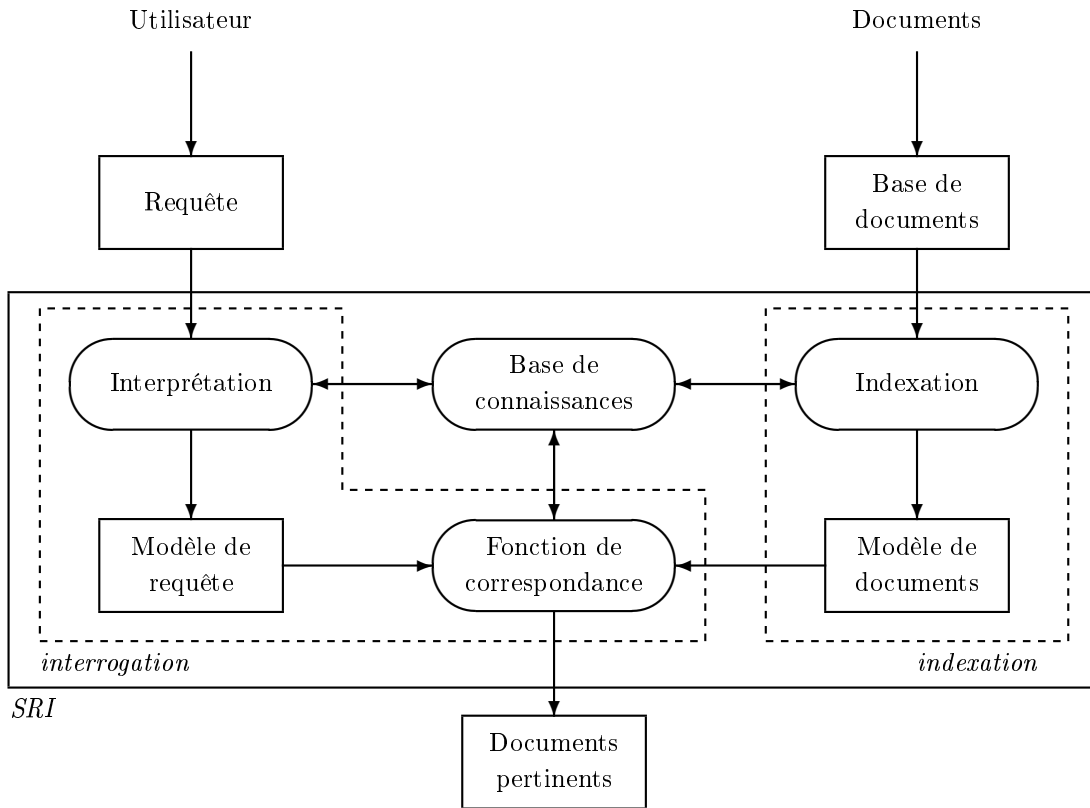 Utilisateur
Documents
Requête
Base de
documents
Interprétation
Base de
connaissances
Indexation
Modèle de
requête
Fonction de
correspondance
Modèle de
documents
interrogation
indexation
SRI
Documents
pertinents